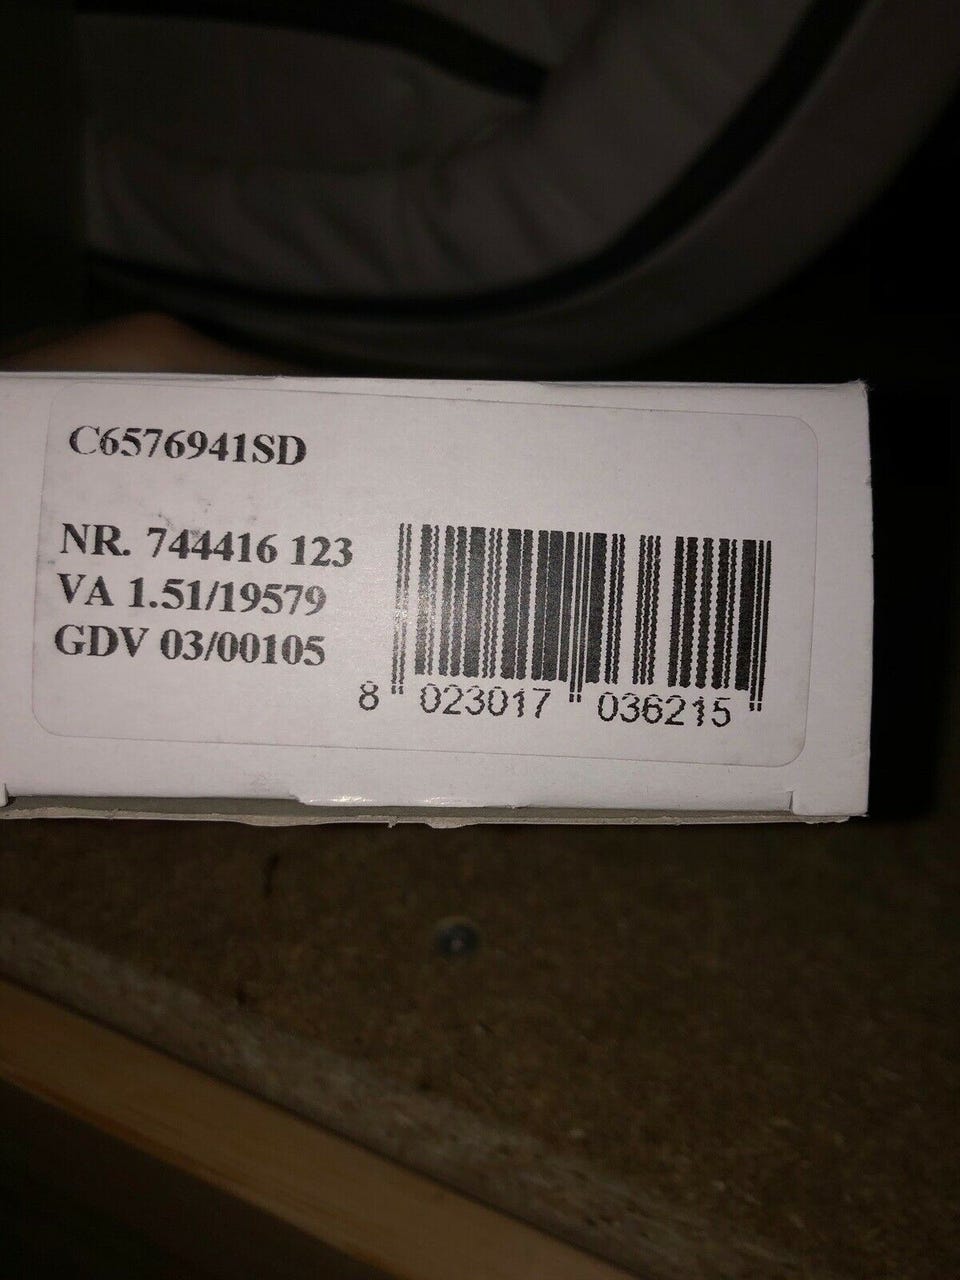 C6576941SD
NR. 744416 123
VA 1.51/19579
GDV 03/00105
8 023017 036215